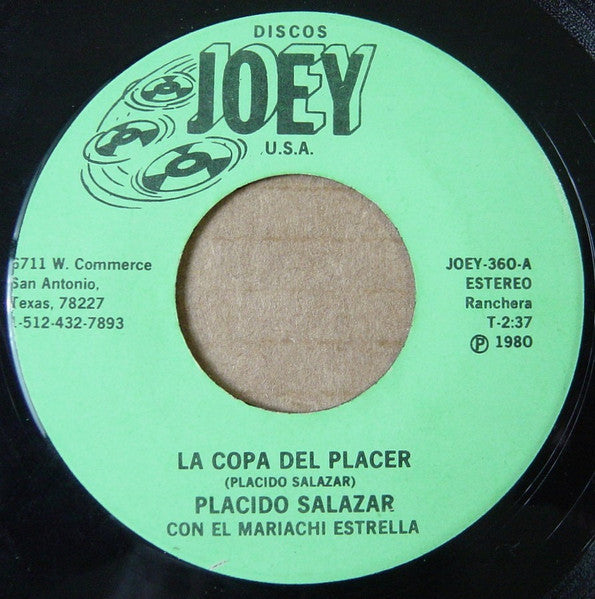 DISCOS
JOEY
U.S.A.
6711 W. Commerce
San Antonio,
Texas, 78227
1-512-432-7893
JOEY-360-A
ESTEREO
Ranchera
T-2:37
℗ 1980
LA COPA DEL PLACER
(PLACIDO SALAZAR)
PLACIDO SALAZAR
CON EL MARIACHI ESTRELLA